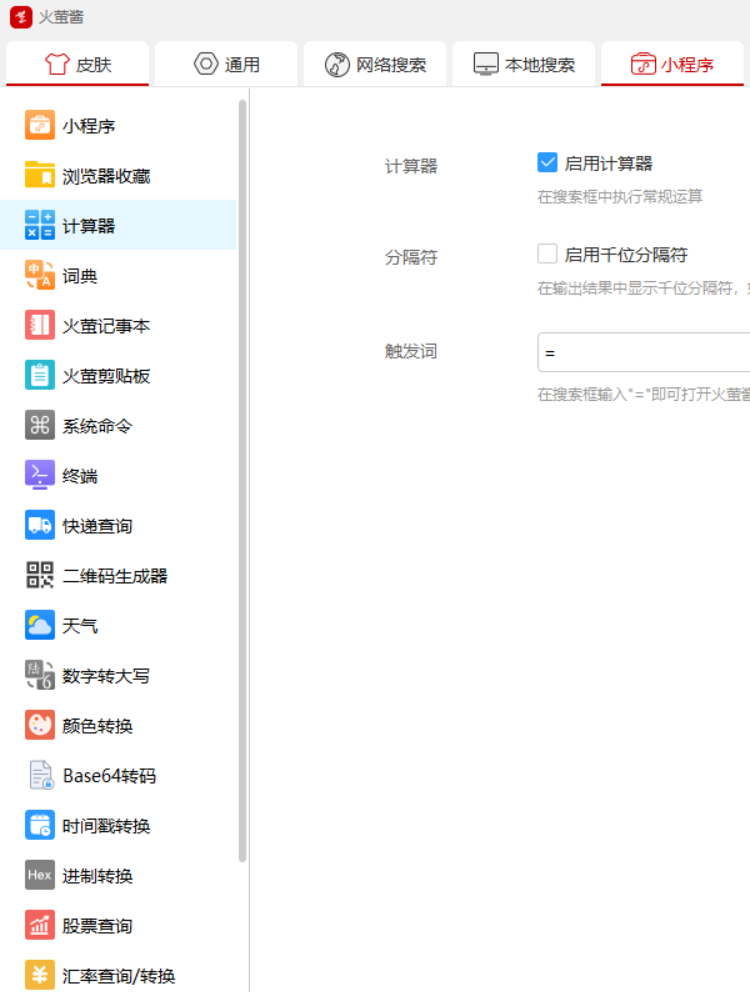 火萤酱
皮肤 通用 网络搜索 本地搜索 小程序
小程序
浏览器收藏
计算器
词典
火萤记事本
火萤剪贴板
系统命令
终端
快递查询
二维码生成器
天气
数字转大写
颜色转换
Base64转码
时间戳转换
Hex 进制转换
股票查询
汇率查询/转换
计算器 启用计算器
在搜索框中执行常规运算
分隔符 启用千位分隔符
在输出结果中显示千位分隔符,
触发词 =
在搜索框输入"="即可打开火萤酱